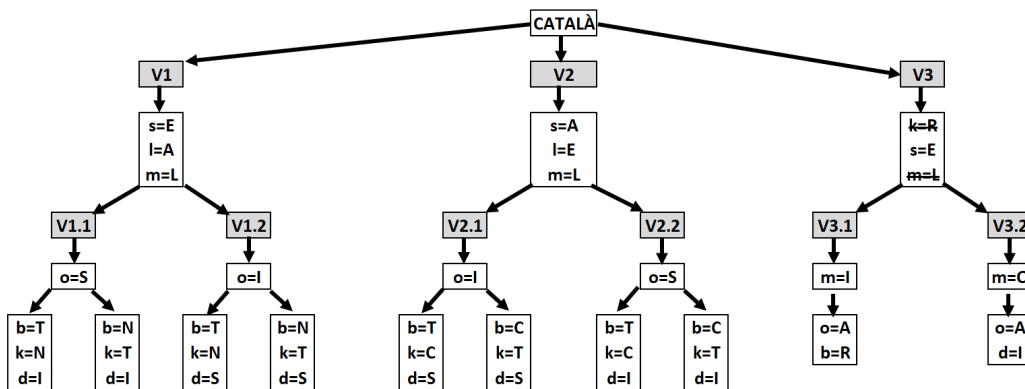 CATALÀ
V1
V2
V3
s=E
l=A
m=L
s=A
l=E
m=L
k=R
s=E
m=L
V1.1
V1.2
V2.1
V2.2
V3.1
V3.2
o=S
o=I
o=I
o=S
m=I
m=C
b=T
k=N
d=I
b=N
k=T
d=I
b=T
k=N
d=S
b=N
k=T
d=S
b=T
k=C
d=S
b=C
k=T
d=S
b=T
k=C
d=I
b=C
k=T
d=I
o=A
b=R
o=A
d=I